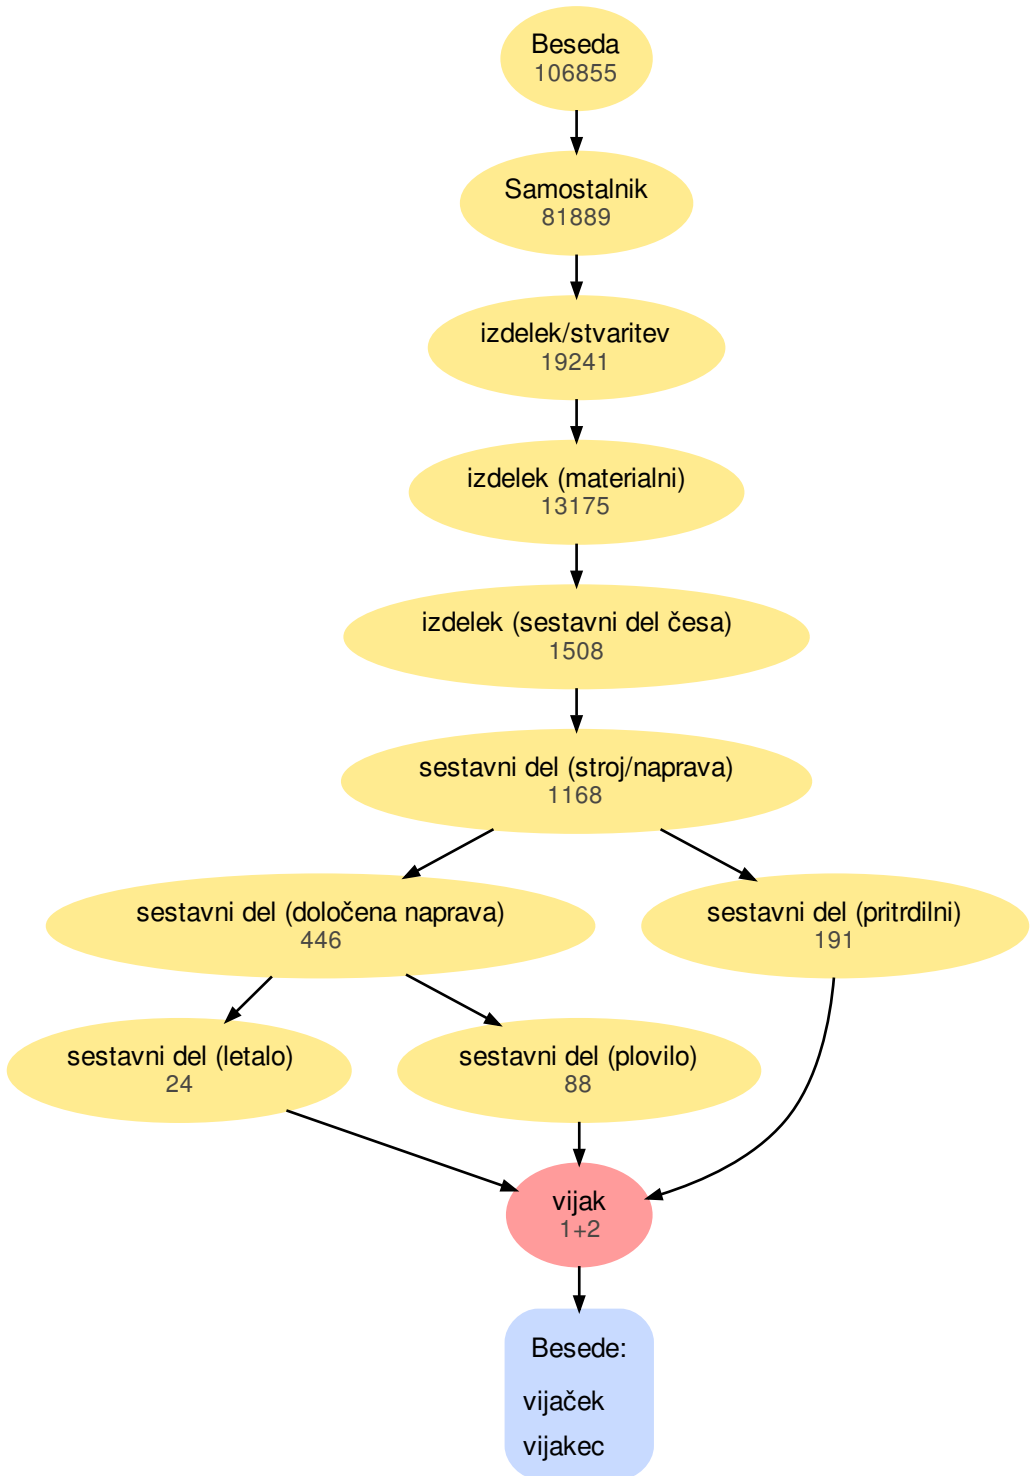 Beseda
106855
Samostalnik
81889
izdelek/stvaritev
19241
izdelek (materialni)
13175
izdelek (sestavni del česa)
1508
sestavni del (stroj/naprava)
1168
sestavni del (določena naprava)
446
sestavni del (pritrdilni)
191
sestavni del (letalo)
24
sestavni del (plovilo)
88
vijak
1+2
Besede:
vijaček
vijakec